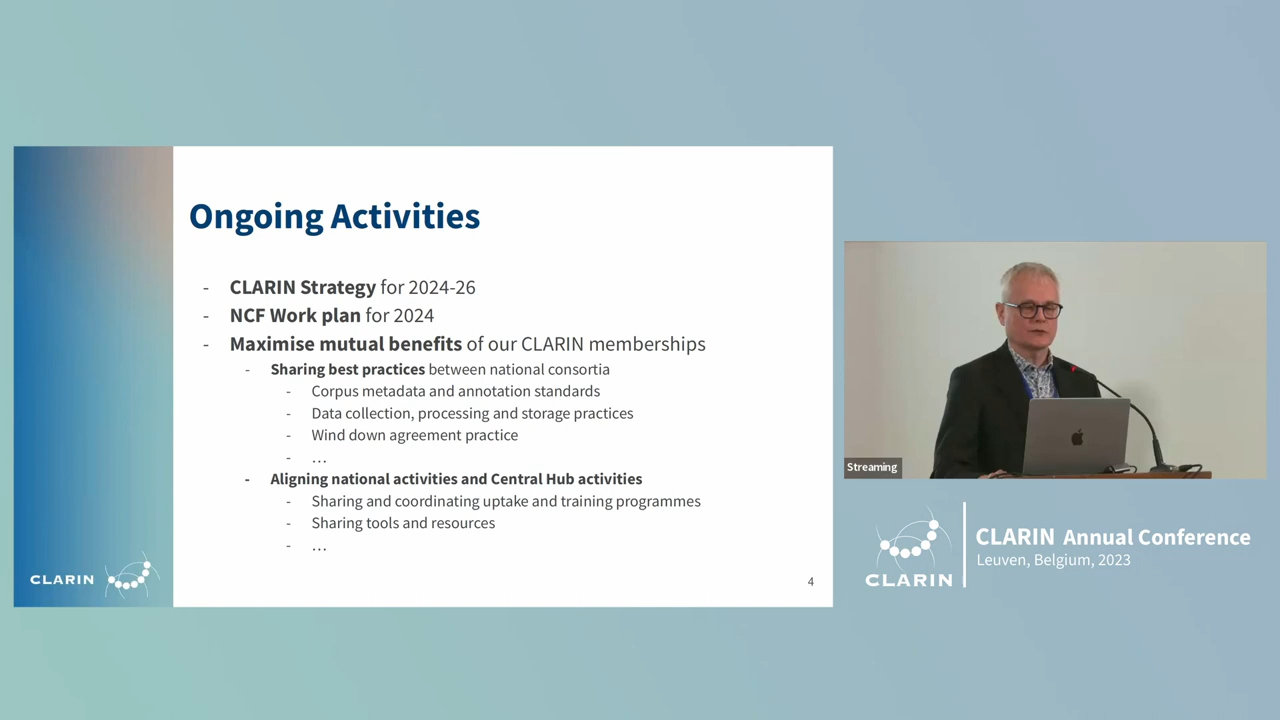 Ongoing Activities
- CLARIN Strategy for 2024-26
- NCF Work plan for 2024
- Maximise mutual benefits of our CLARIN memberships
- Sharing best practices between national consortia
- Corpus metadata and annotation standards
- Data collection, processing and storage practices
- Wind down agreement practice
- …
- Aligning national activities and Central Hub activities
- Sharing and coordinating uptake and training programmes
- Sharing tools and resources
- …
CLARIN
4
Streaming
CLARIN
CLARIN Annual Conference
Leuven, Belgium, 2023